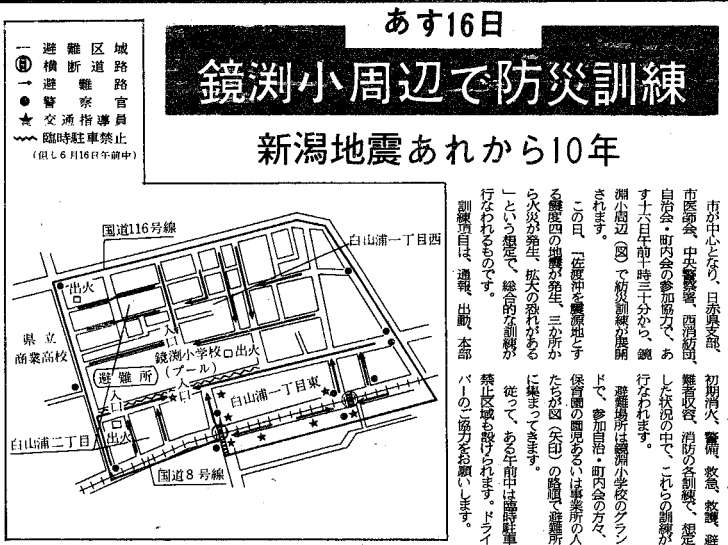 あす16日
鏡渕小周辺で防災訓練
新潟地震あれから10年
避難区域
横断道路
避難路
警察官
交通指導員
臨時駐車禁止
(但し6月16日午前中)
国道116号線
白山浦一丁目西
出火
県立
商業高校
入口
鏡渕小学校
(プール)
出火
避難所
入口
入口
白山浦一丁目東
白山浦二丁目
出火
国道8号線
市が中心となり、日赤県支部、
市医師会、中央警察署、西消防団、
自治会・町内会の参加協力で、あ
す十六日午前十時三十分から、鏡
渕小周辺(図)で防災訓練が展開
されます。
この日、「佐渡沖を震源地とす
る震度四の地震が発生、三か所か
ら火災が発生、拡大の恐れがある
」という想定で、総合的な訓練が
行なわれるものです。
訓練項目は、通報、出動、本部
初期消火、警備、救急、救護、避
難者収容、消防の各訓練で、想定
した状況の中で、これらの訓練が
行なわれます。
避難場所は鏡渕小学校のグラン
ドで、参加自治・町内会の方々、
保育園の園児あるいは事業所の人
たちが図(矢印)の路順で避難所
に集まってきます。
従って、ある午前中は臨時駐車
禁止区域も設けられます。ドライ
バーのご協力をお願いします。